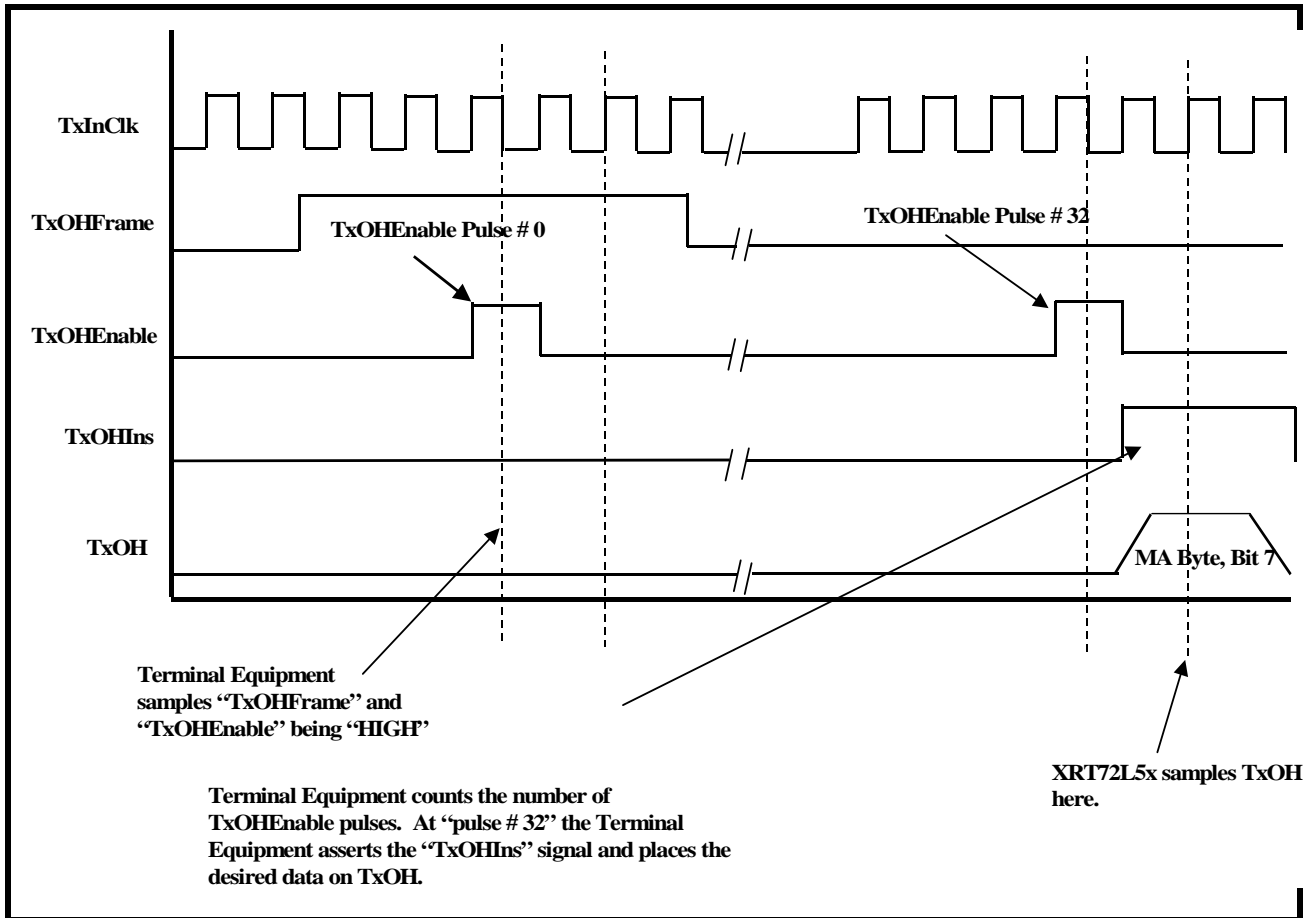 TxInClk
TxOHFrame
TxOHEnable Pulse # 0
TxOHEnable Pulse # 32
TxOHEnable
TxOHIns
TxOH
MA Byte, Bit 7
Terminal Equipment
samples “TxOHFrame” and
“TxOHEnable” being “HIGH”
XRT72L5x samples TxOH
here.
Terminal Equipment counts the number of
TxOHEnable pulses. At “pulse # 32” the Terminal
Equipment asserts the “TxOHIns” signal and places the
desired data on TxOH.